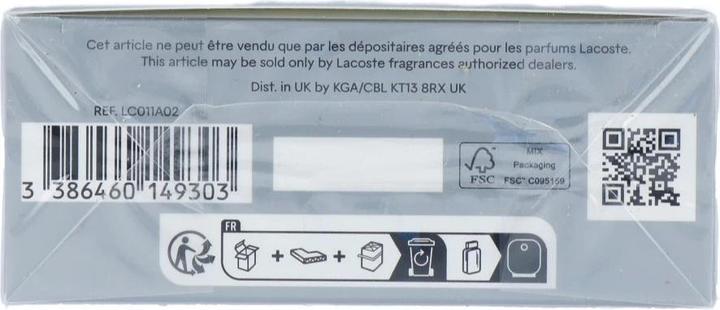 Cet article ne peut être vendu que par les dépositaires agréés pour les parfums Lacoste.
This article may be sold only by Lacoste fragrances authorized dealers.
Dist. in UK by KGA/CBL KT13 8RX UK
REF. LC011A02
3 386460 149303
MIX
Packaging
FSC
FSC™ C095159
FR